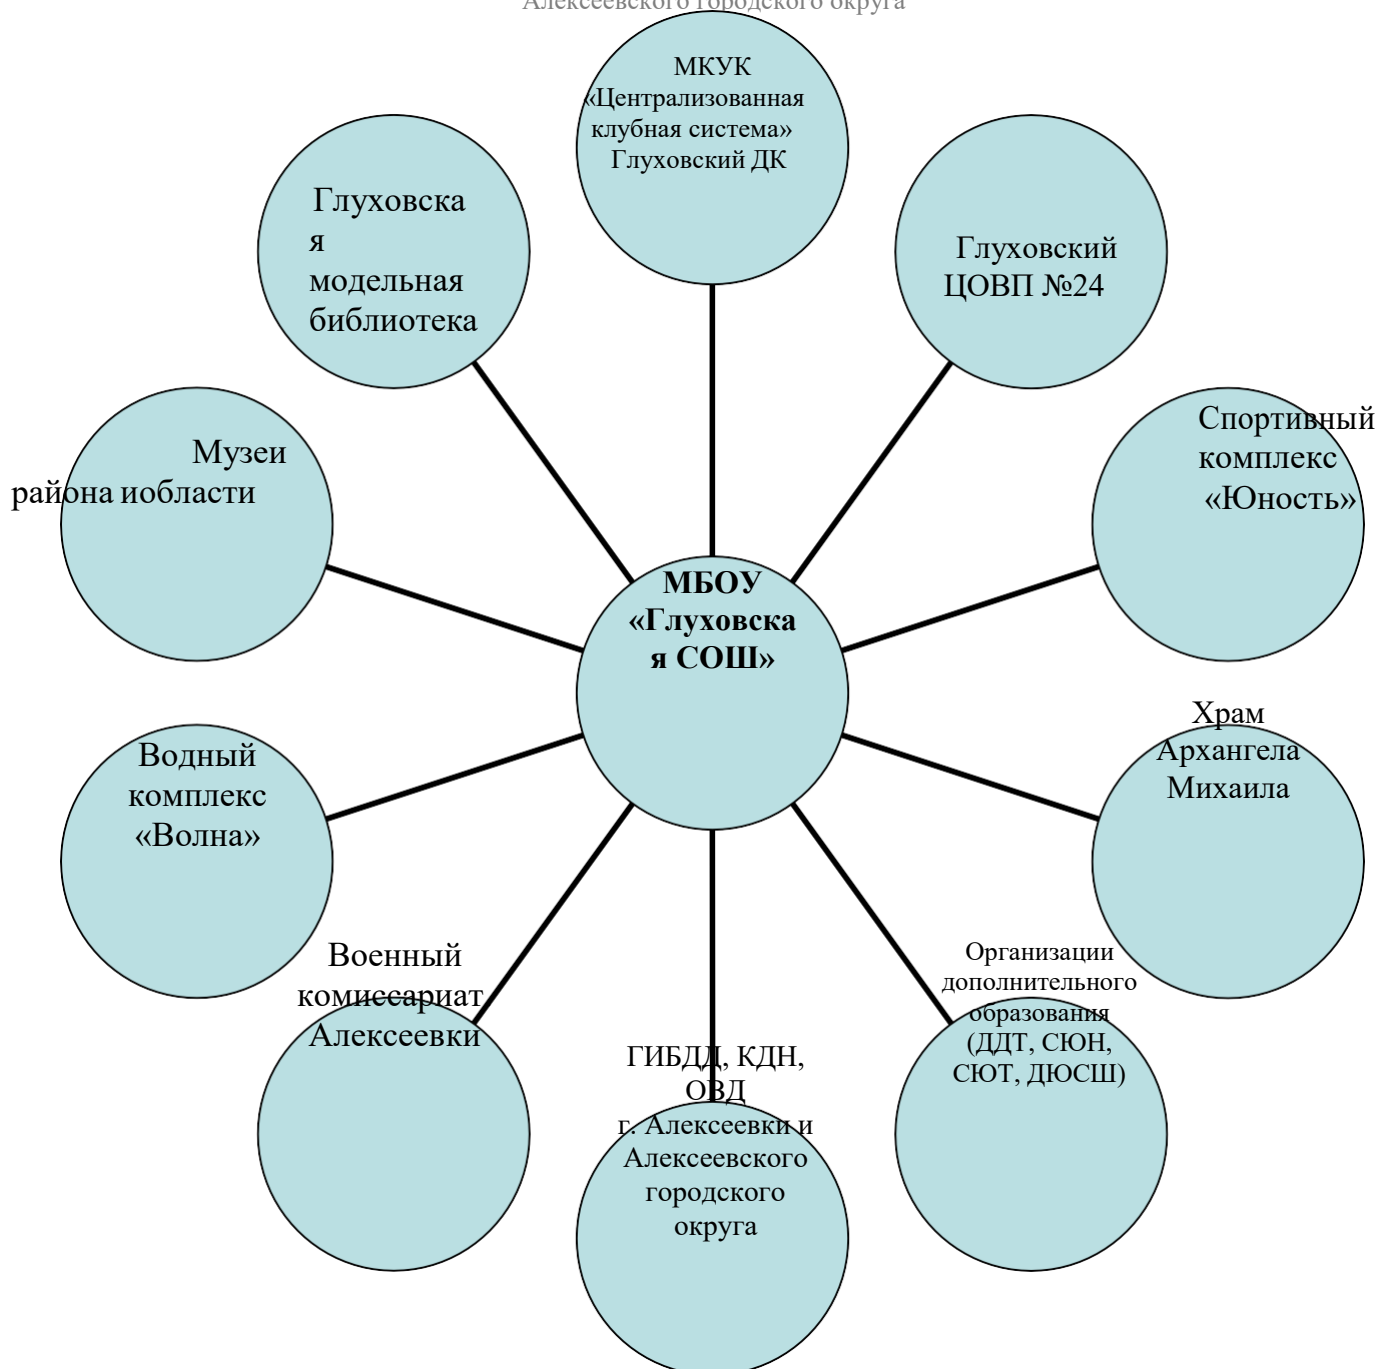 Алексеевского городского округа
МКУК
«Централизованная
клубная система»
Глуховский ДК
Глуховска
я
модельная
библиотека
Глуховский
ЦОВП №24
Музеи
района иобласти
Спортивный
комплекс
«Юность»
МБОУ
«Глуховска
я СОШ»
Водный
комплекс
«Волна»
Храм
Архангела
Михаила
Военный
комиссариат
Алексеевки
ГИБДД, КДН,
ОВД
г. Алексеевки и
Алексеевского
городского
округа
Организации
дополнительного
образования
(ДДТ, СЮН,
СЮТ, ДЮСШ)